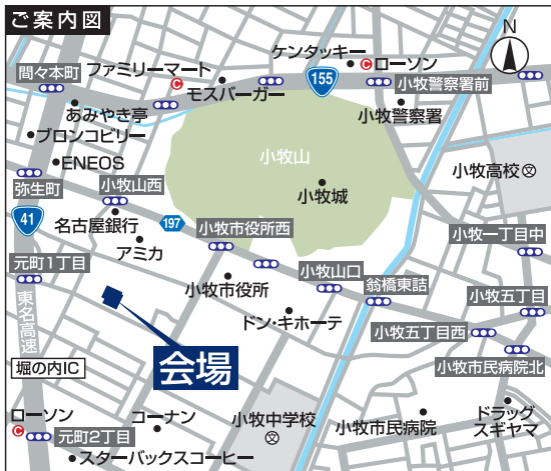 ご案内図
N
ケンタッキー
ローソン
C
間々本町
ファミリーマート
C
モスバーガー
155
小牧警察署前
あみやき亭
小牧警察署
ブロンコビリー
小牧山
ENEOS
小牧高校
文
弥生町
小牧山西
小牧城
41
名古屋銀行
197
小牧市役所西
小牧一丁目中
アミカ
元町1丁目
小牧市役所
小牧山口
翁橋東詰
小牧五丁目
東名高速
ドン・キホーテ
小牧五丁目西
会場
小牧市民病院北
堀の内IC
ローソン
C
コーナン
小牧中学校
文
小牧市民病院
ドラッグ
スギヤマ
元町2丁目
スターバックスコーヒー